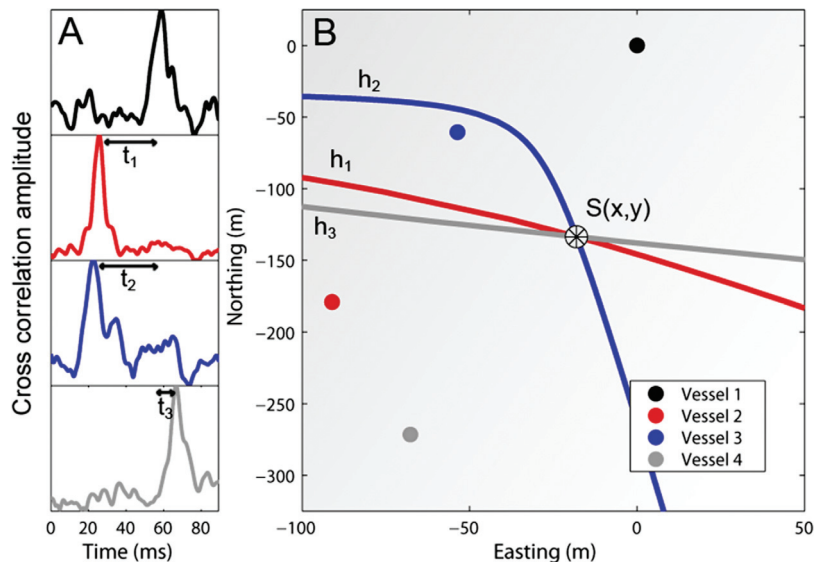 A
B
Cross correlation amplitude
t1
t2
t3
0 20 40 60 80
Time (ms)
Northing (m)
0
−50
−100
−150
−200
−250
−300
h2
h1
h3
S(x,y)
Vessel 1
Vessel 2
Vessel 3
Vessel 4
−100 −50 0 50
Easting (m)